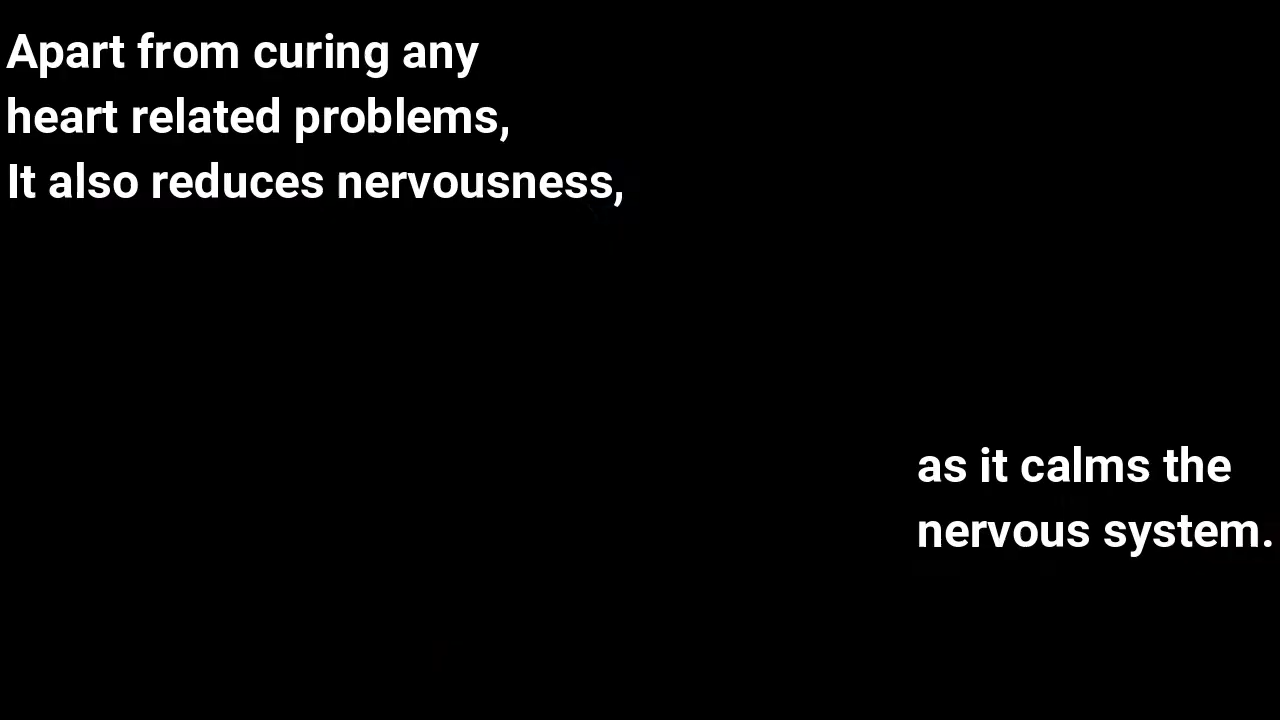 Apart from curing any
heart related problems,
It also reduces nervousness,
as it calms the
nervous system.